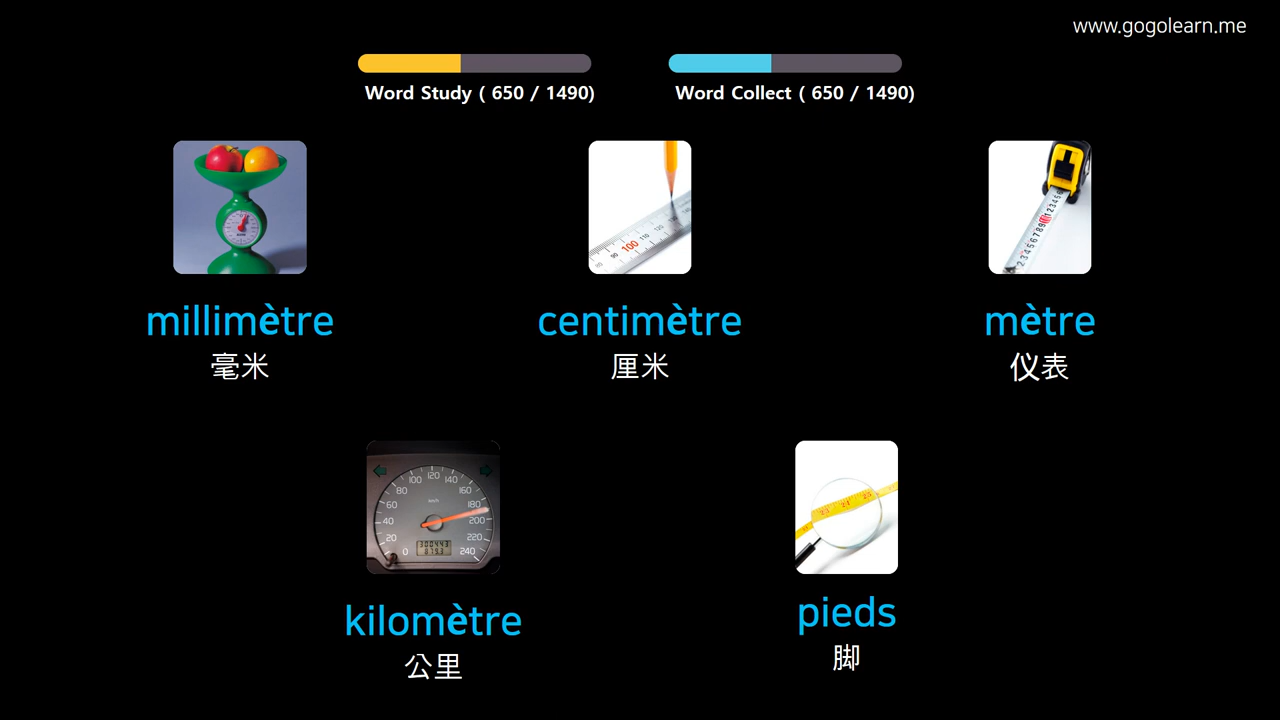 www.gogolearn.me
Word Study ( 650 / 1490)
Word Collect ( 650 / 1490)
millimètre
毫米
centimètre
厘米
mètre
仪表
kilomètre
公里
pieds
脚